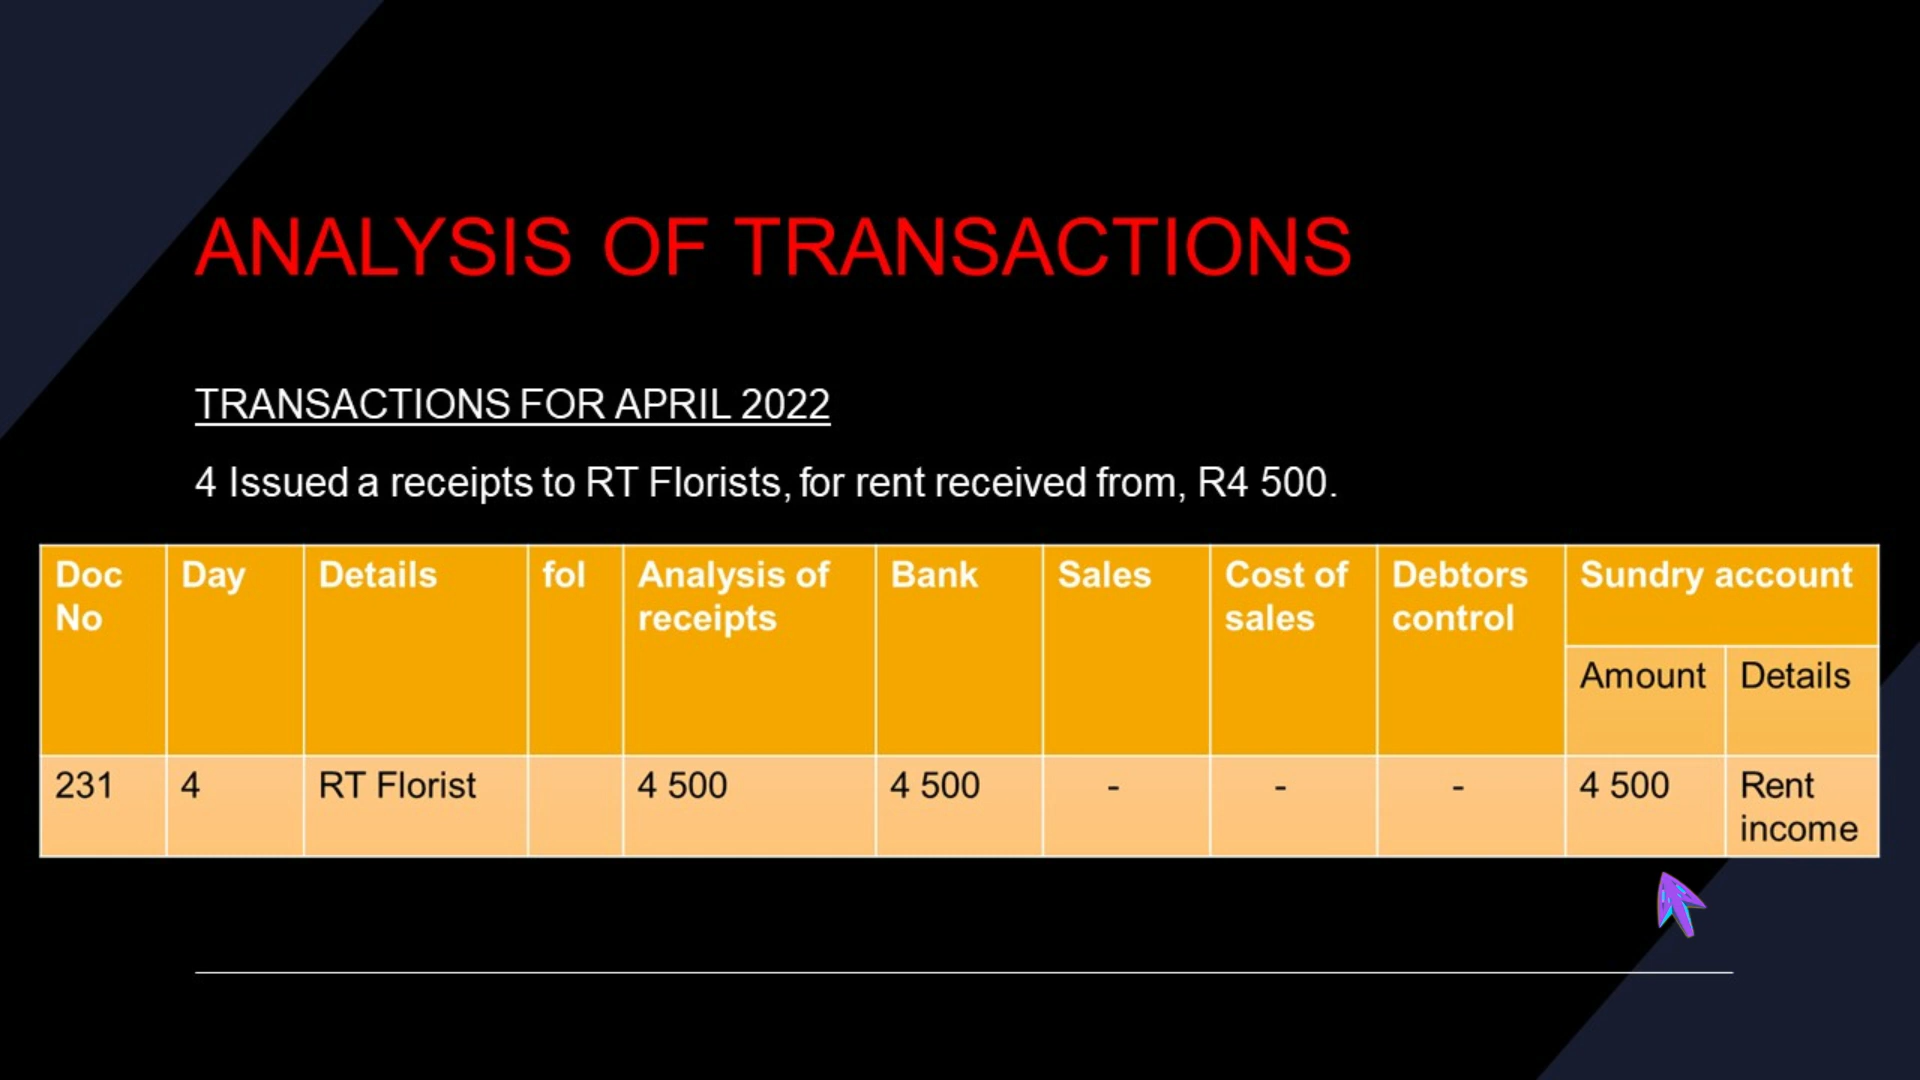 ANALYSIS OF TRANSACTIONS
TRANSACTIONS FOR APRIL 2022
4 Issued a receipts to RT Florists, for rent received from, R4 500.
Doc No Day Details fol Analysis of receipts Bank Sales Cost of sales Debtors control Sundry account
Amount Details
231 4 RT Florist 4 500 4 500 - - - 4 500 Rent income